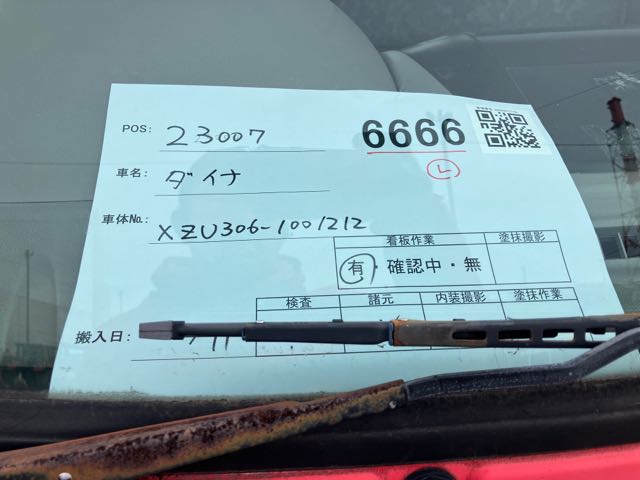 POS: 23007 6666
L
車名: ダイナ
車体No.: XZU306-1001212
看板作業 塗抹撮影
有・確認中・無
検査 諸元 内装撮影 塗抹作業
搬入日: